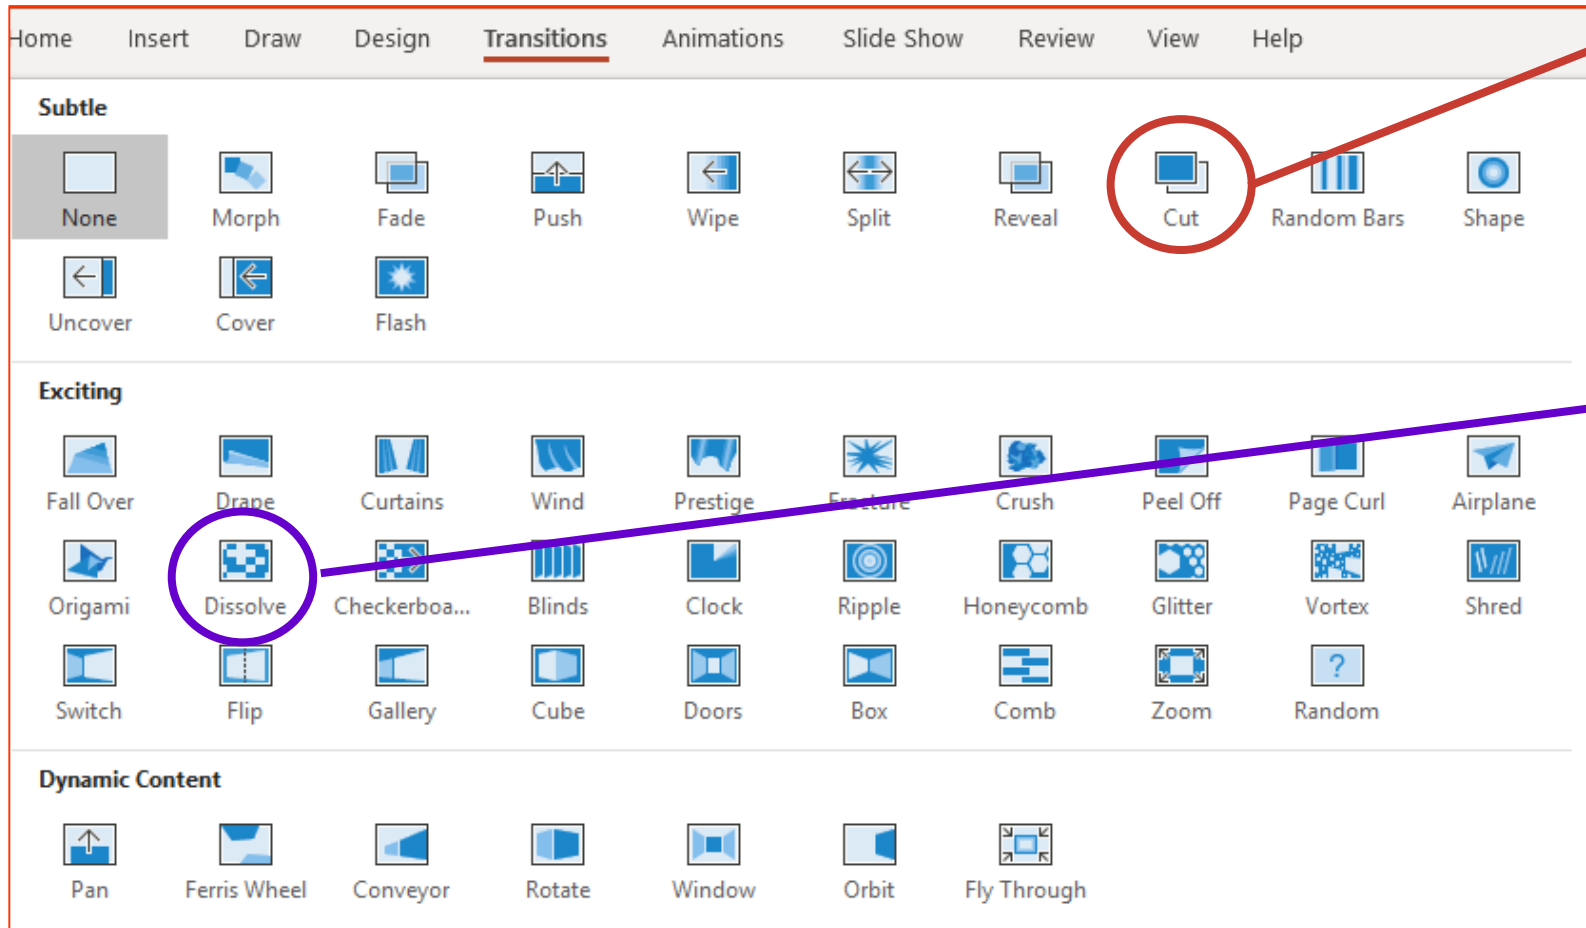 Home Insert Draw Design Transitions Animations Slide Show Review View Help
Subtle
None Morph Fade Push Wipe Split Reveal Cut Random Bars Shape
Uncover Cover Flash
Exciting
Fall Over Drape Curtains Wind Prestige Fracture Crush Peel Off Page Curl Airplane
Origami Dissolve Checkerboa... Blinds Clock Ripple Honeycomb Glitter Vortex Shred
Switch Flip Gallery Cube Doors Box Comb Zoom Random
Dynamic Content
Pan Ferris Wheel Conveyor Rotate Window Orbit Fly Through